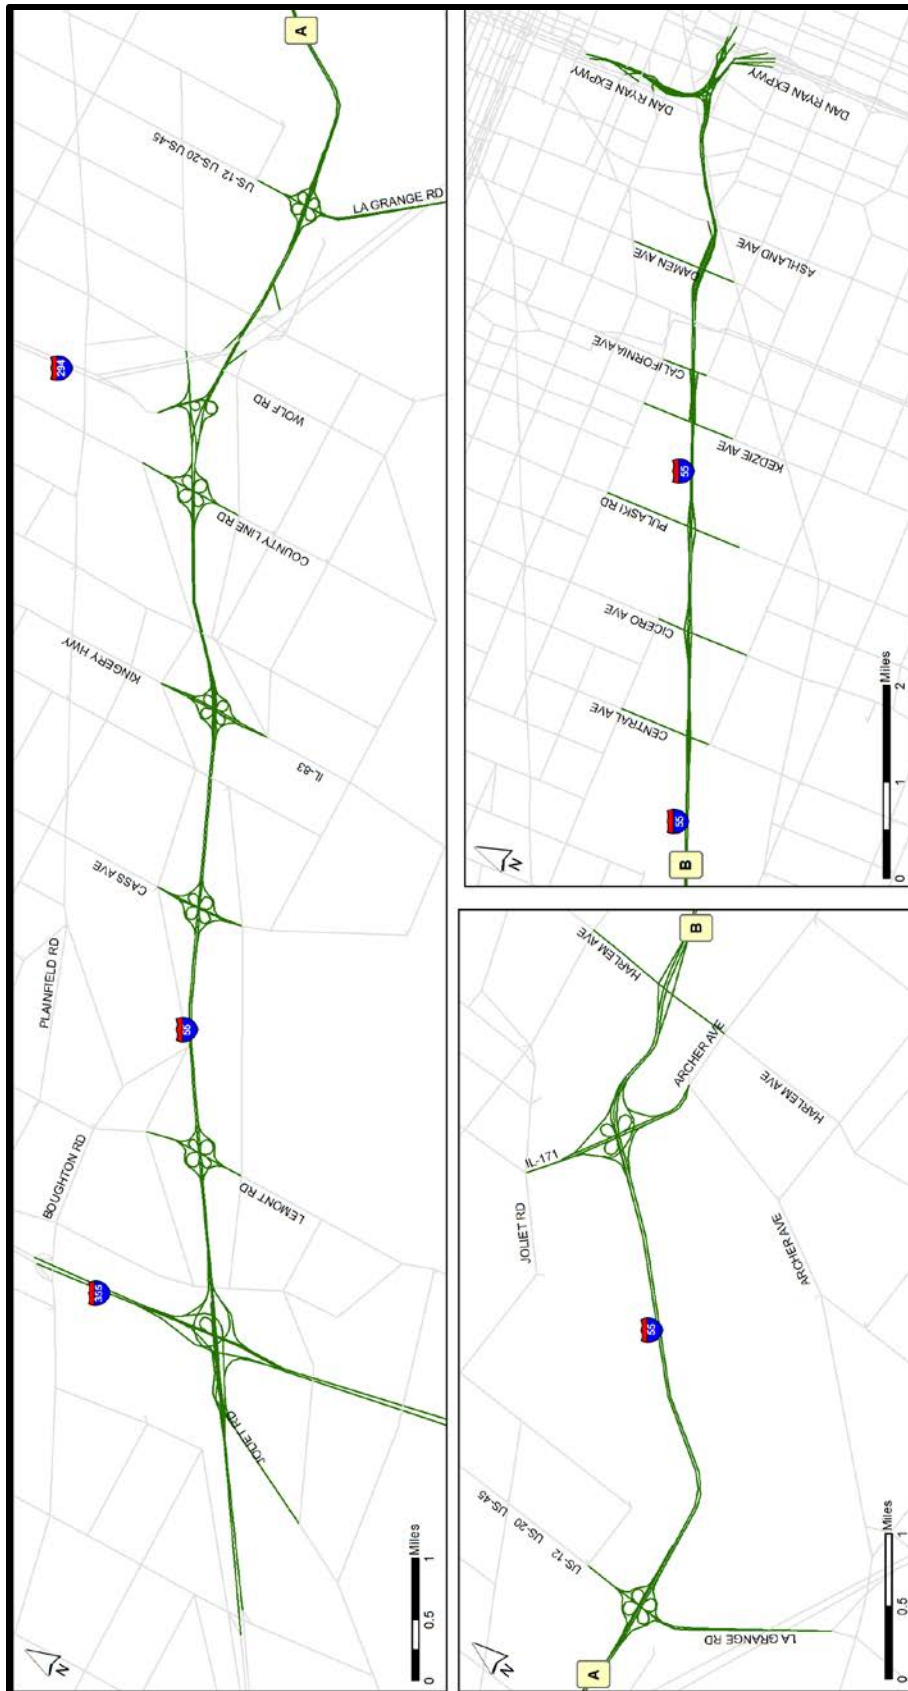 A
US-12 US-20 US-45
LA GRANGE RD
294
WOLF RD
COUNTY LINE RD
KINGERY HWY
IL-83
CASS AVE
PLAINFIELD RD
55
BOUGHTON RD
LEMONT RD
355
JOLIET RD
N
0 0.5 1 Miles
DAN RYAN EXPWY
DAN RYAN EXPWY
DAMEN AVE
ASHLAND AVE
CALIFORNIA AVE
KEDZIE AVE
55
PULASKI RD
CICERO AVE
CENTRAL AVE
55
B
N
0 1 2 Miles
B
HARLEM AVE
ARCHER AVE
HARLEM AVE
IL-171
JOLIET RD
ARCHER AVE
55
US-12 US-20 US-45
A
LA GRANGE RD
N
0 0.5 1 Miles